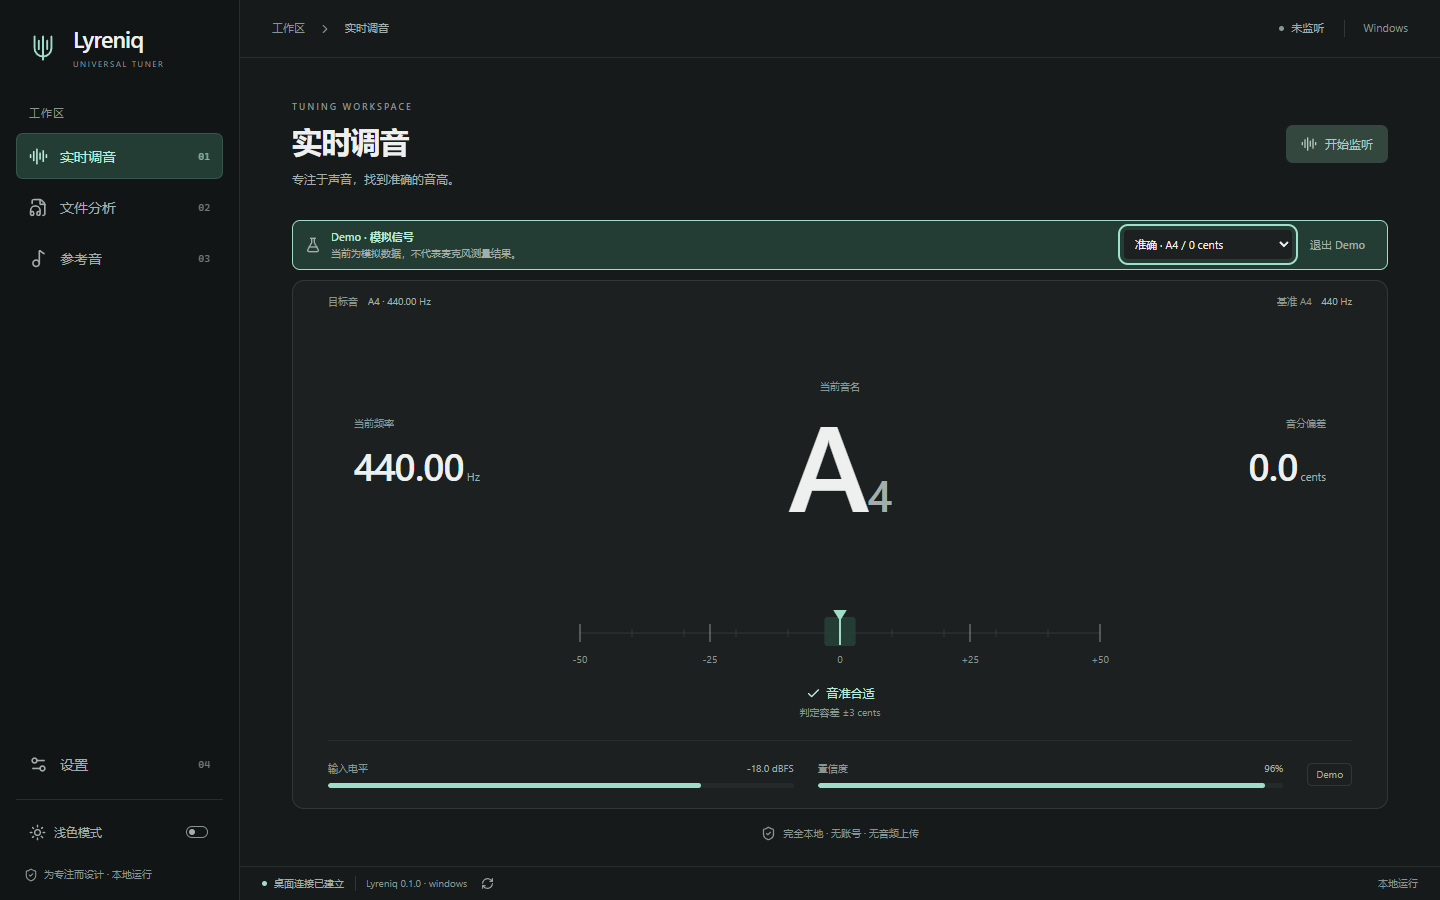 Lyreniq
UNIVERSAL TUNER
工作区
实时调音 01
文件分析 02
参考音 03
设置 04
浅色模式
为专注而设计 · 本地运行
工作区 > 实时调音
未监听
Windows
TUNING WORKSPACE
实时调音
专注于声音，找到准确的音高。
开始监听
Demo · 模拟信号
当前为模拟数据，不代表麦克风测量结果。
准确 · A4 / 0 cents
退出 Demo
目标音 A4 · 440.00 Hz
基准 A4 440 Hz
当前音名
当前频率
440.00 Hz
A4
音分偏差
0.0 cents
-50 -25 0 +25 +50
音准合适
判定容差 ±3 cents
输入电平 -18.0 dBFS
置信度 96%
Demo
完全本地 · 无账号 · 无音频上传
桌面连接已建立
Lyreniq 0.1.0 · windows
本地运行